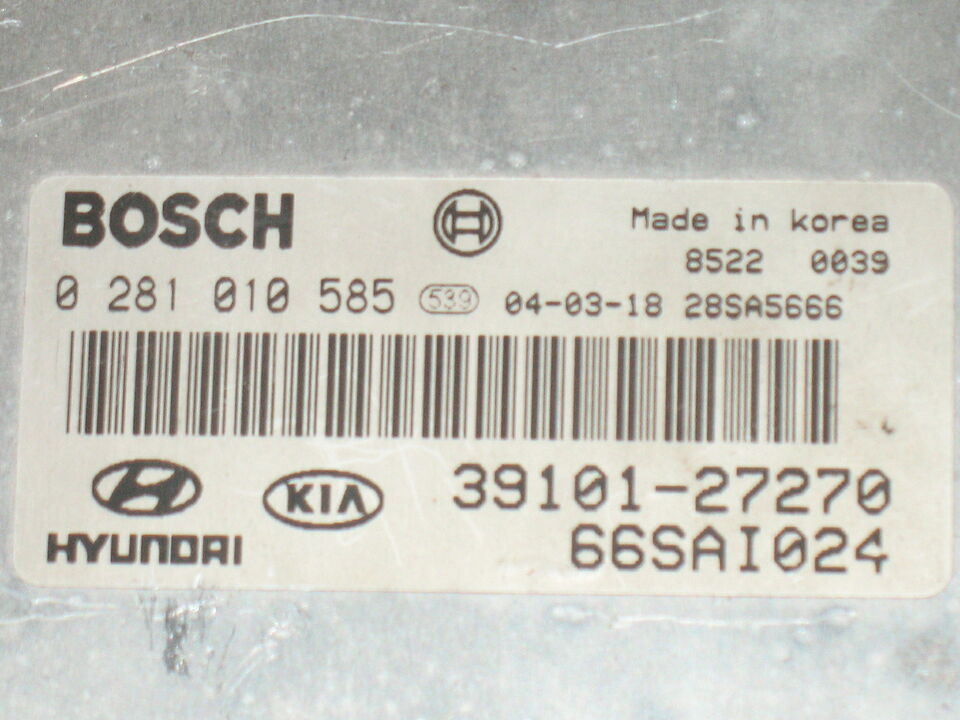 BOSCH
Made in korea
8522 0039
0 281 010 585 539 04-03-18 28SA5666
39101-27270
KIA
HYUNDAI
66SAI024